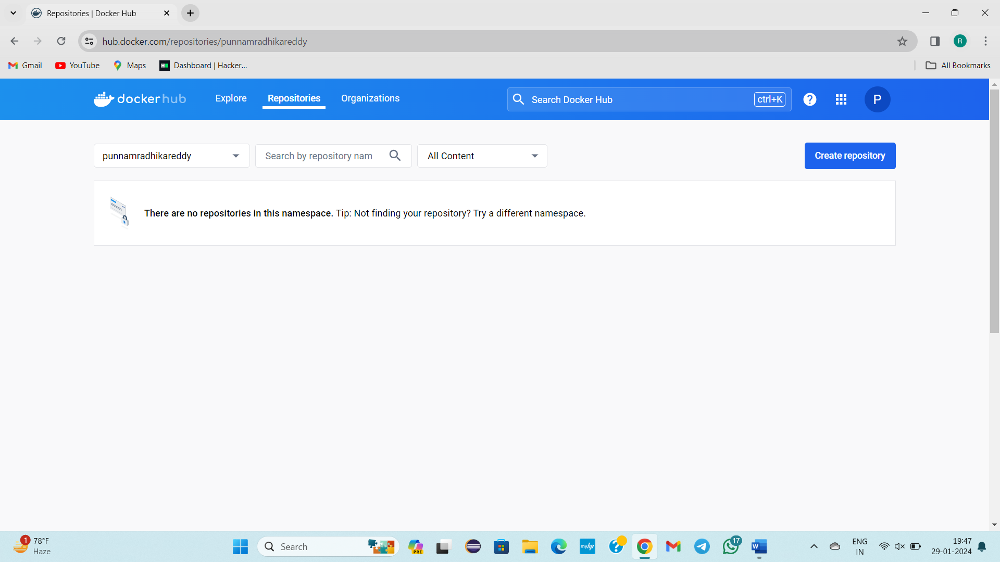 Repositories | Docker Hub
hub.docker.com/repositories/punnamradhikareddy
R
Gmail
YouTube
Maps
Dashboard | Hacker...
All Bookmarks
docker hub
Explore
Repositories
Organizations
Search Docker Hub
ctrl+K
?
P
punnamradhikareddy
Search by repository nam
All Content
Create repository
There are no repositories in this namespace. Tip: Not finding your repository? Try a different namespace.
1
78°F
Haze
Search
PRE
myhp
?
17
W
ENG
IN
19:47
29-01-2024